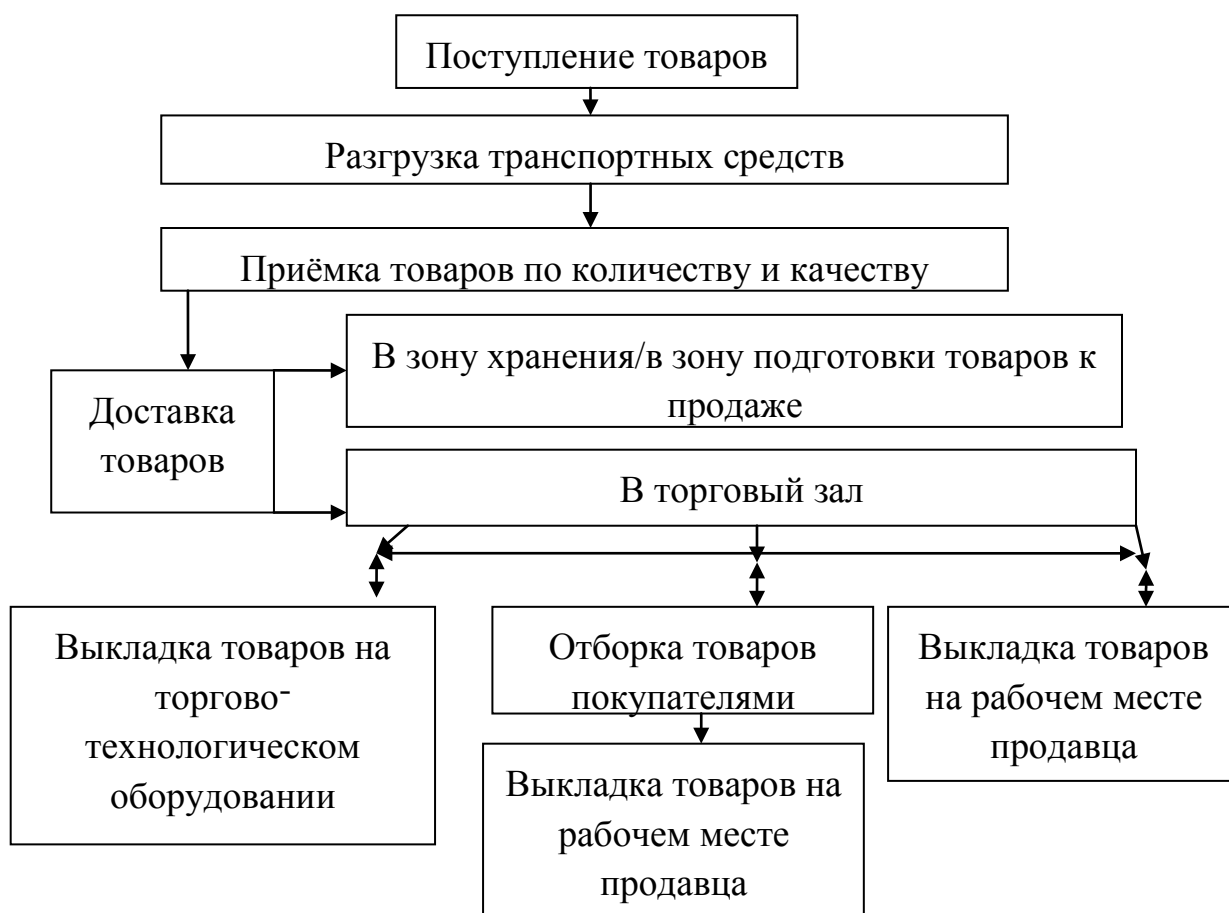 Поступление товаров
Разгрузка транспортных средств
Приёмка товаров по количеству и качеству
В зону хранения/в зону подготовки товаров к
продаже
Доставка
товаров
В торговый зал
Выкладка товаров на
торгово-
технологическом
оборудовании
Отборка товаров
покупателями
Выкладка товаров
на рабочем месте
продавца
Выкладка товаров на
рабочем месте
продавца